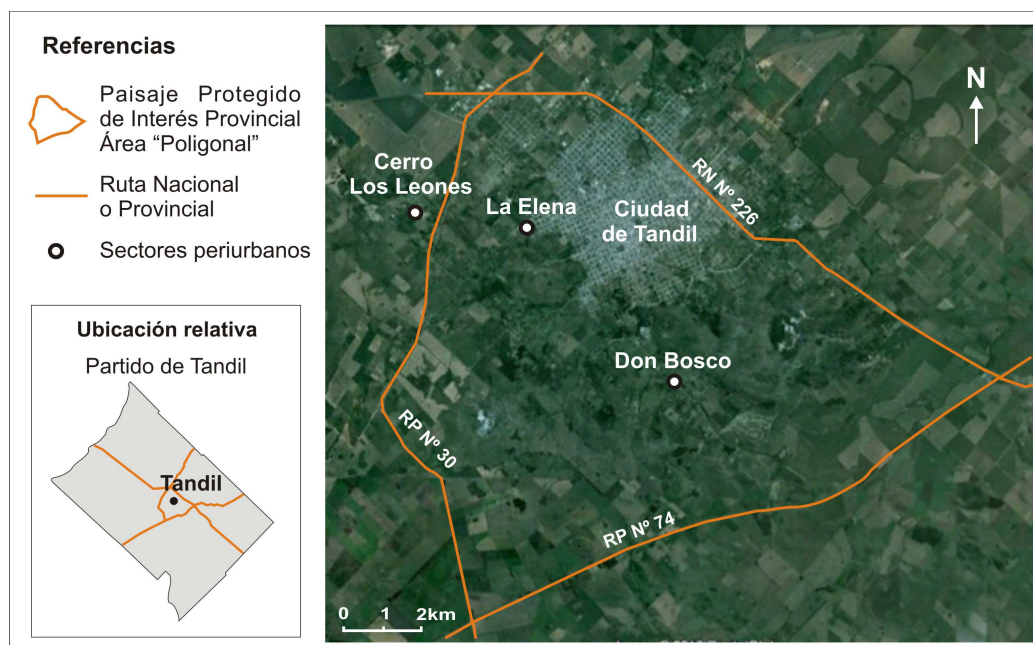 Referencias
Paisaje Protegido
de Interés Provincial
Área “Poligonal”
Ruta Nacional
o Provincial
Sectores periurbanos
Ubicación relativa
Partido de Tandil
Tandil
N
Cerro
Los Leones
La Elena
Ciudad
de Tandil
RN Nº 226
Don Bosco
RP Nº 30
RP Nº 74
0 1 2km